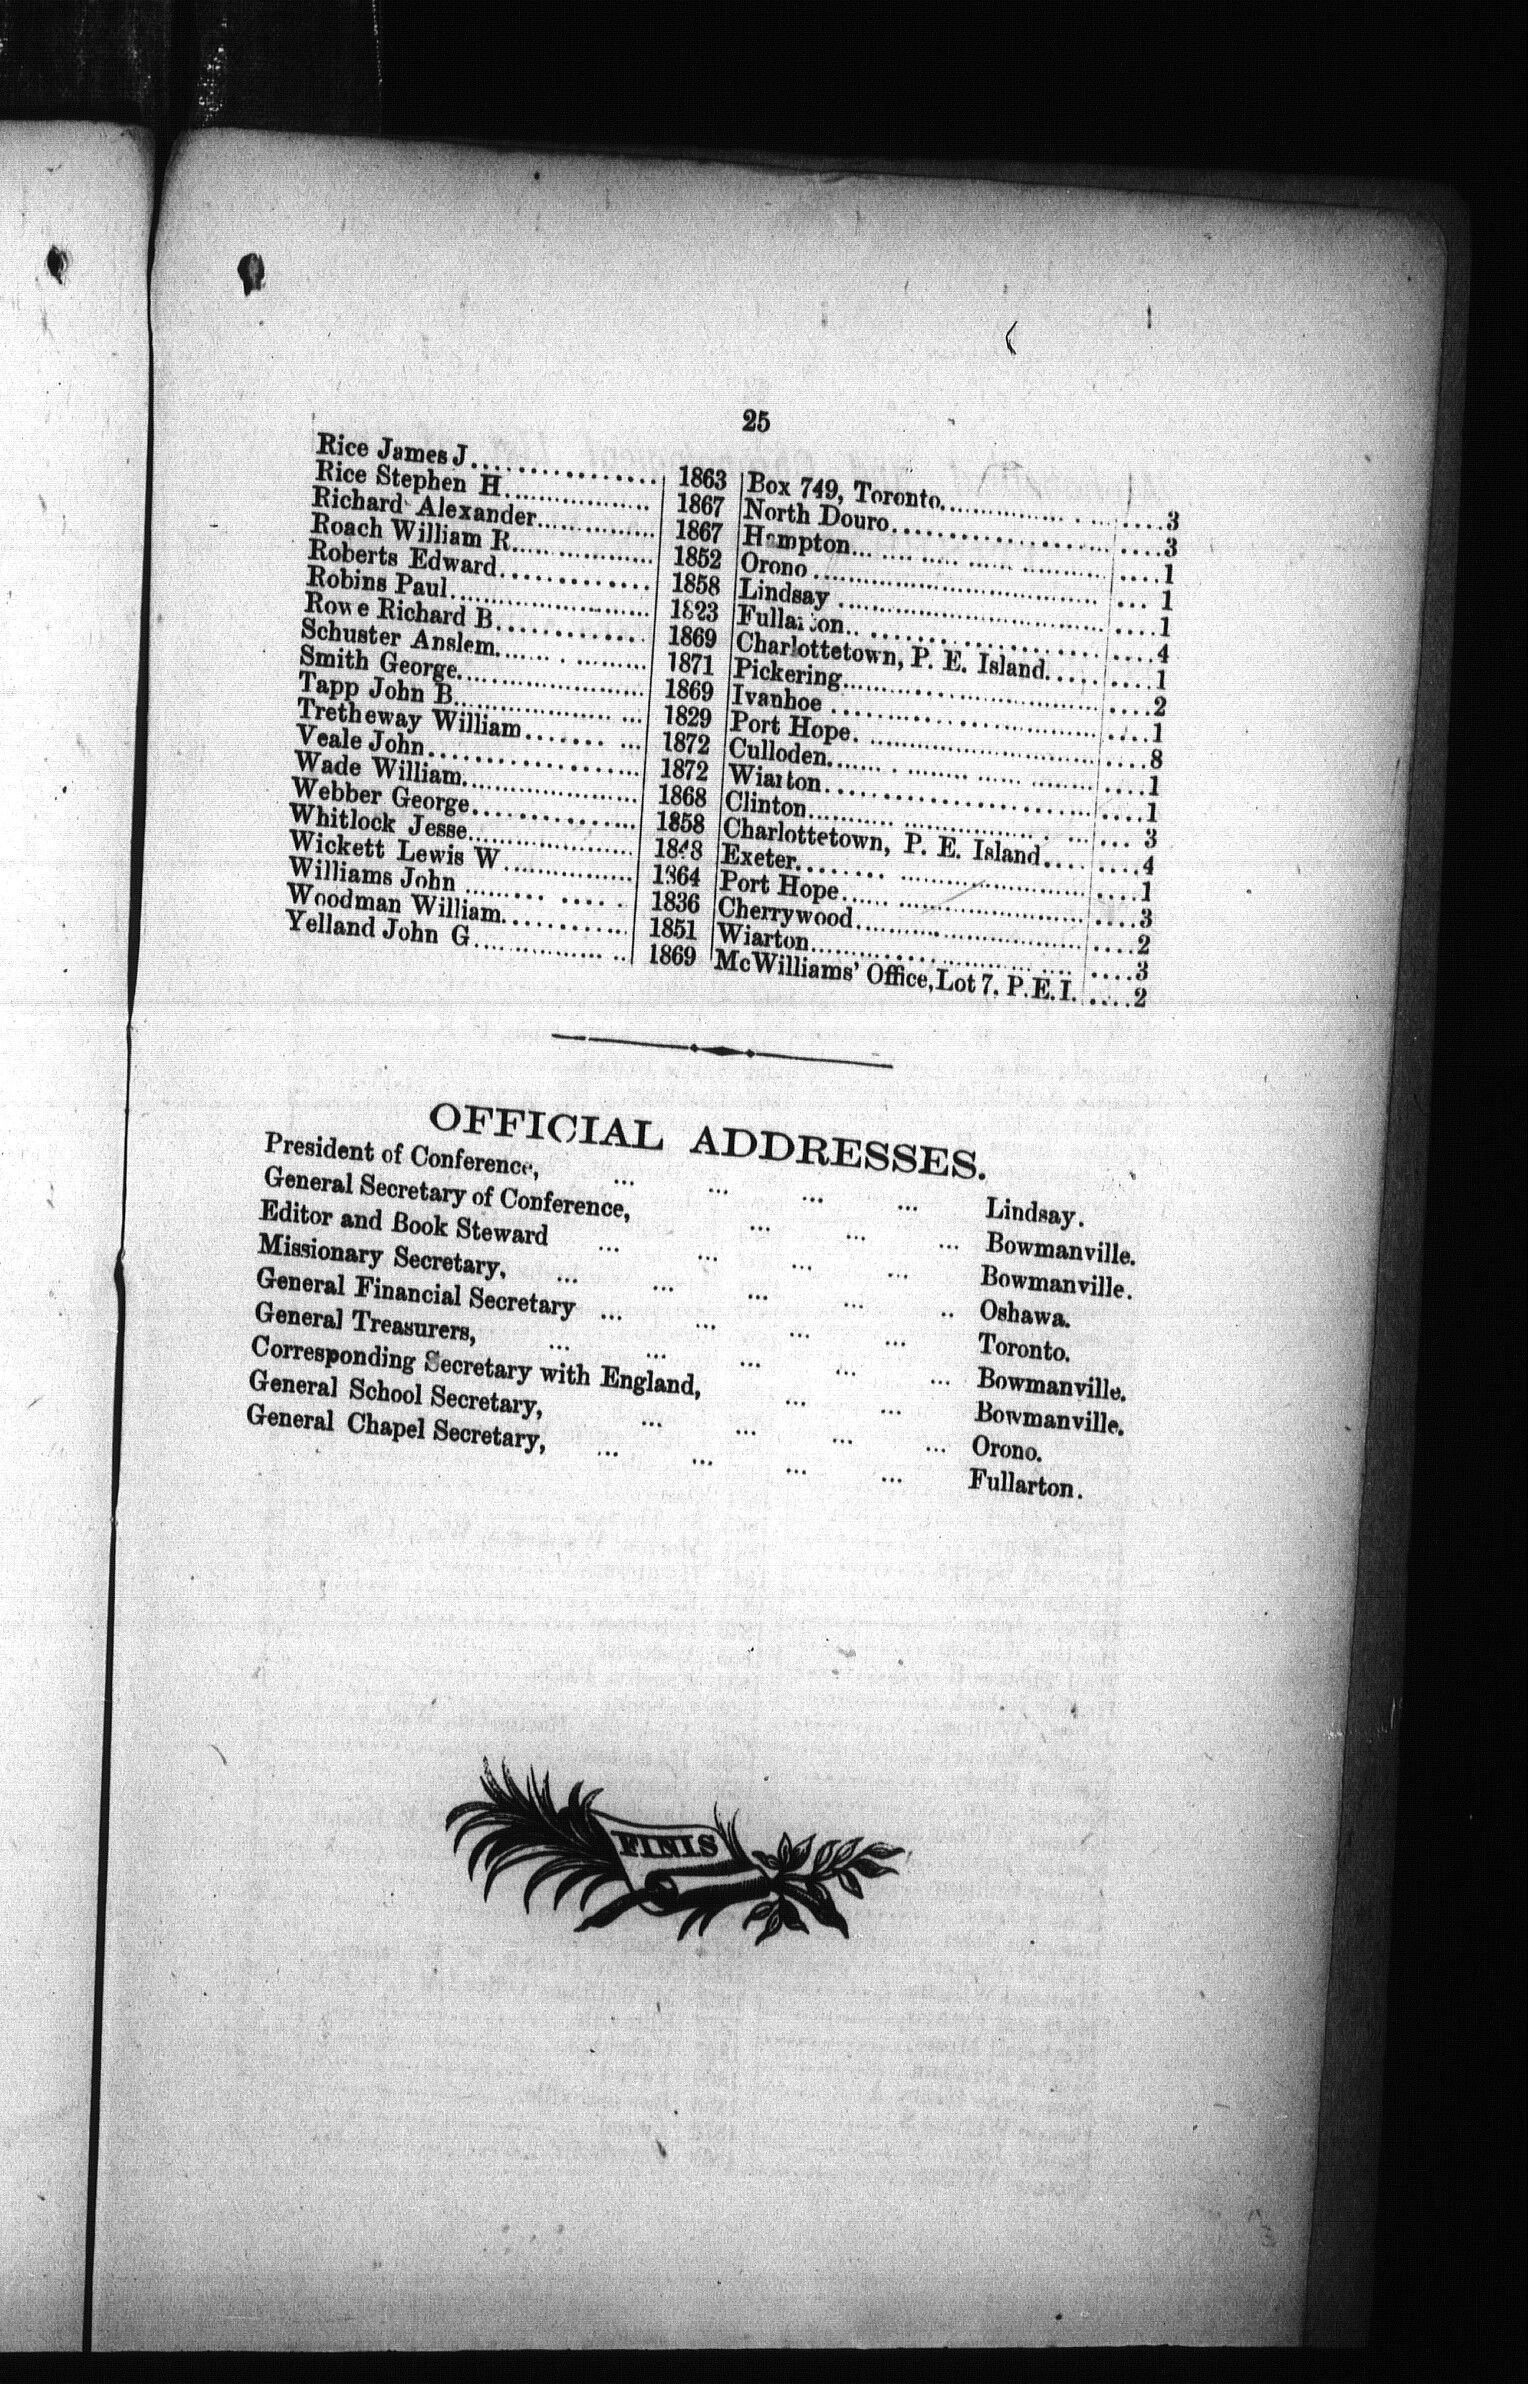 25
Rice James J.............. 1863 Box 749, Toronto.............. 3
Rice Stephen H.............. 1867 North Douro.............. 3
Richard Alexander.............. 1867 Hampton.............. 1
Roach William R.............. 1852 Orono.............. 1
Roberts Edward.............. 1858 Lindsay.............. 1
Robins Paul.............. 1823 Fullarton.............. 4
Rowe Richard B.............. 1869 Charlottetown, P. E. Island.............. 1
Schuster Anslem.............. 1871 Pickering.............. 2
Smith George.............. 1869 Ivanhoe.............. 1
Tapp John B.............. 1829 Port Hope.............. 8
Tretheway William.............. 1872 Culloden.............. 1
Veale John.............. 1872 Wiarton.............. 1
Wade William.............. 1868 Clinton.............. 3
Webber George.............. 1858 Charlottetown, P. E. Island.............. 4
Whitlock Jesse.............. 1848 Exeter.............. 1
Wickett Lewis W.............. 1864 Port Hope.............. 3
Williams John.............. 1836 Cherrywood.............. 2
Woodman William.............. 1851 Wiarton.............. 3
Yelland John G.............. 1869 McWilliams' Office, Lot 7, P.E.I. .... 2
OFFICIAL ADDRESSES.
President of Conference, ... ... ... ... Lindsay.
General Secretary of Conference, ... ... ... Bowmanville.
Editor and Book Steward ... ... ... ... Bowmanville.
Missionary Secretary, ... ... ... ... .. Oshawa.
General Financial Secretary ... ... ... ... Toronto.
General Treasurers, ... ... ... ... ... Bowmanville.
Corresponding Secretary with England, ... ... Bowmanville.
General School Secretary, ... ... ... ... Orono.
General Chapel Secretary, ... ... ... ... Fullarton.
FINIS